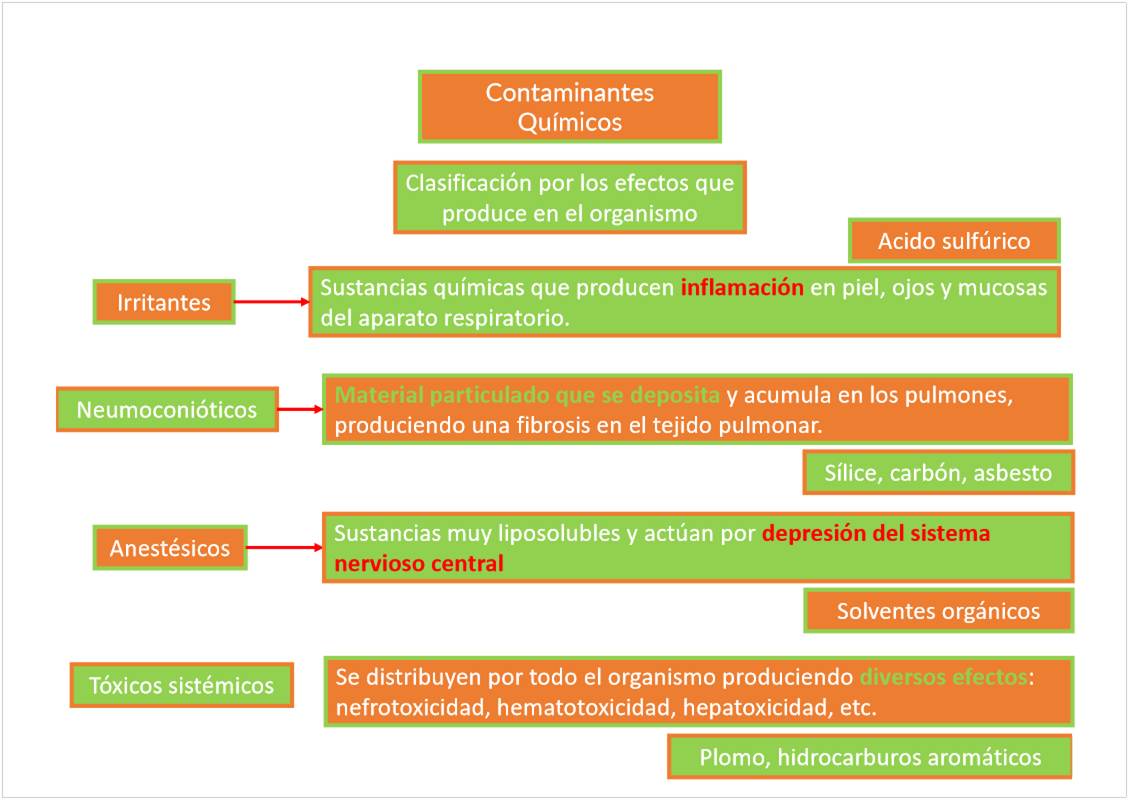 Contaminantes
Químicos
Clasificación por los efectos que
produce en el organismo
Acido sulfúrico
Irritantes
Sustancias químicas que producen inflamación en piel, ojos y mucosas
del aparato respiratorio.
Neumoconióticos
Material particulado que se deposita y acumula en los pulmones,
produciendo una fibrosis en el tejido pulmonar.
Sílice, carbón, asbesto
Anestésicos
Sustancias muy liposolubles y actúan por depresión del sistema
nervioso central
Solventes orgánicos
Tóxicos sistémicos
Se distribuyen por todo el organismo produciendo diversos efectos:
nefrotoxicidad, hematotoxicidad, hepatoxicidad, etc.
Plomo, hidrocarburos aromáticos